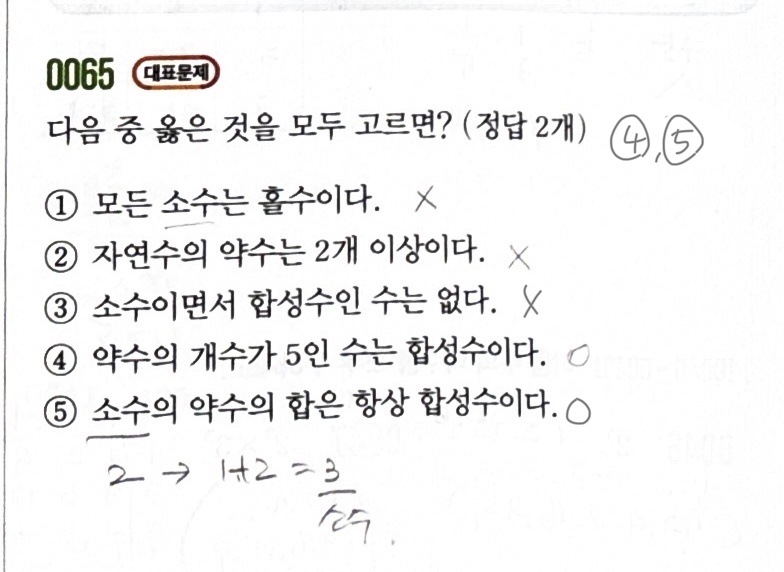 0065 대표문제
다음 중 옳은 것을 모두 고르면? (정답 2개) ④, ⑤
① 모든 소수는 홀수이다. ×
② 자연수의 약수는 2개 이상이다. ×
③ 소수이면서 합성수인 수는 없다. ×
④ 약수의 개수가 5인 수는 합성수이다. ○
⑤ 소수의 약수의 합은 항상 합성수이다. ○
2 → 1+2 = 3
소수.